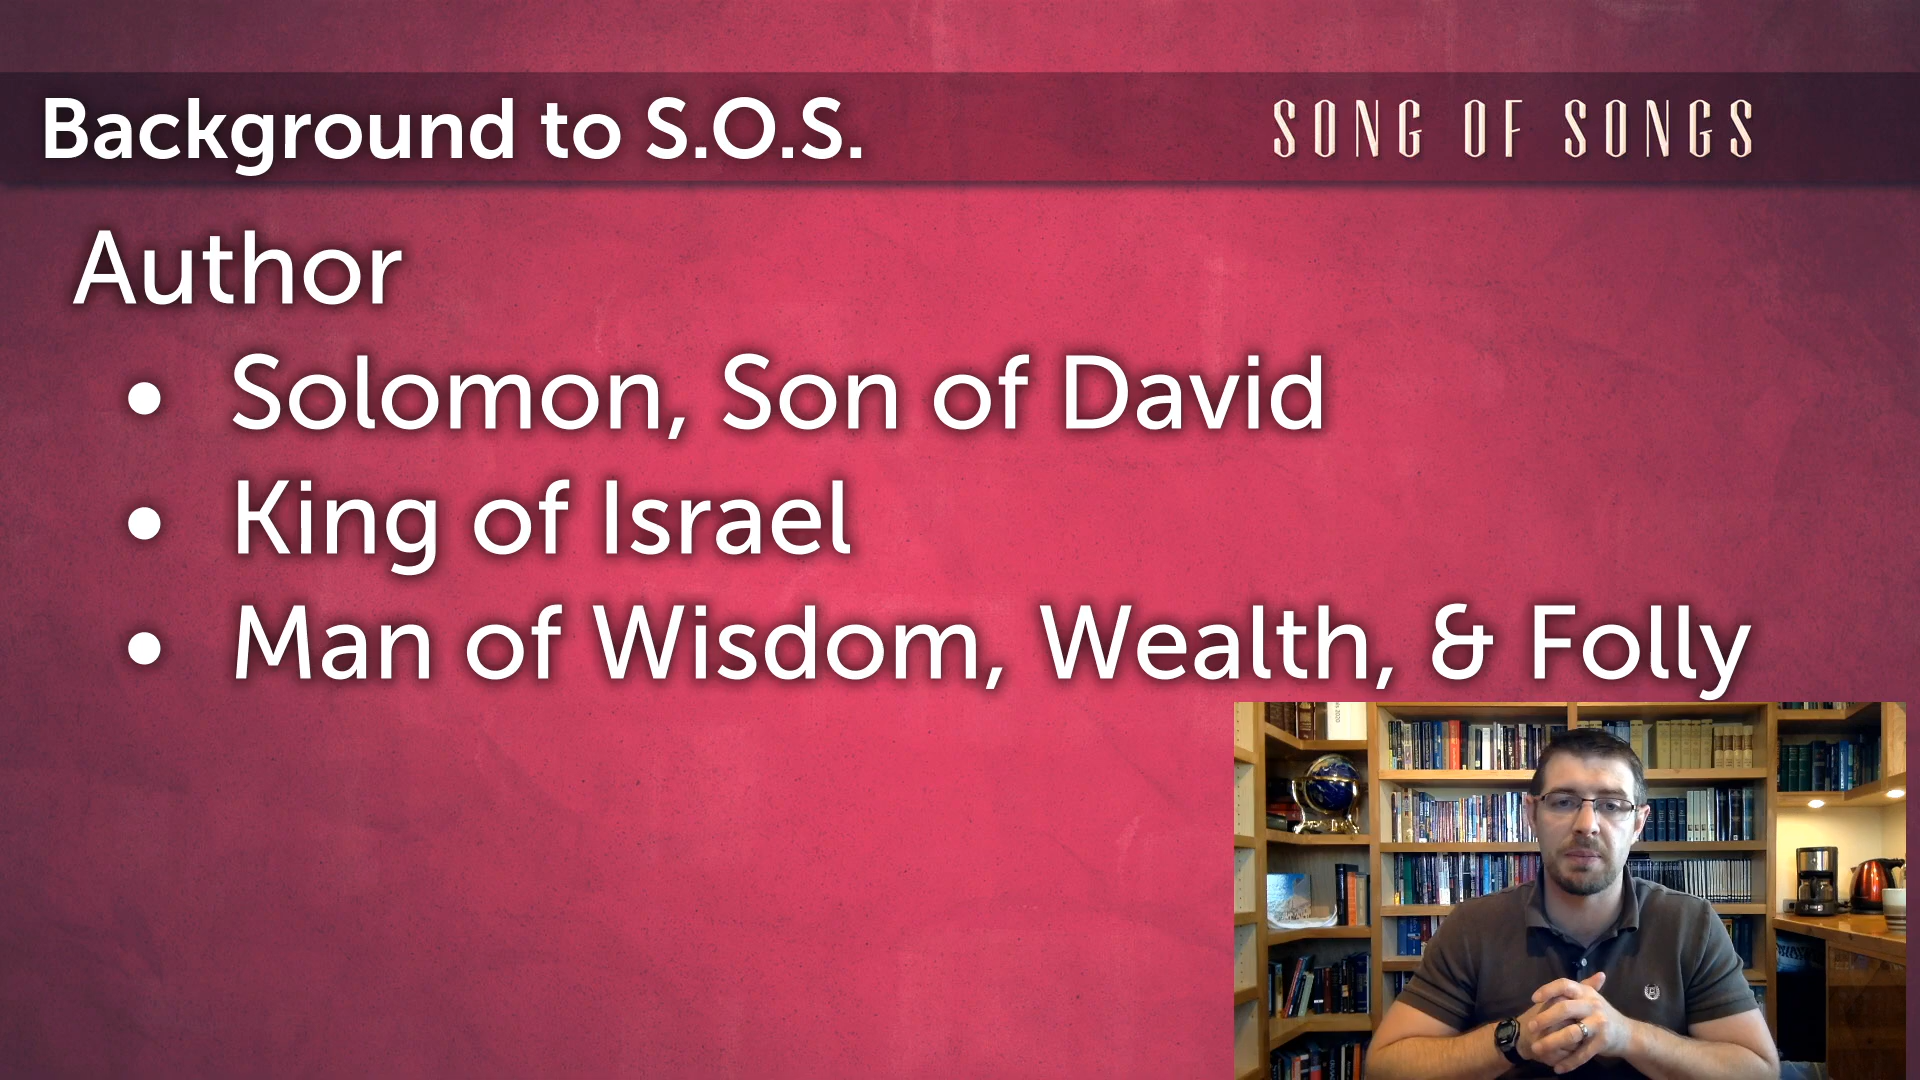 Background to S.O.S.
SONG OF SONGS
Author
• Solomon, Son of David
• King of Israel
• Man of Wisdom, Wealth, & Folly